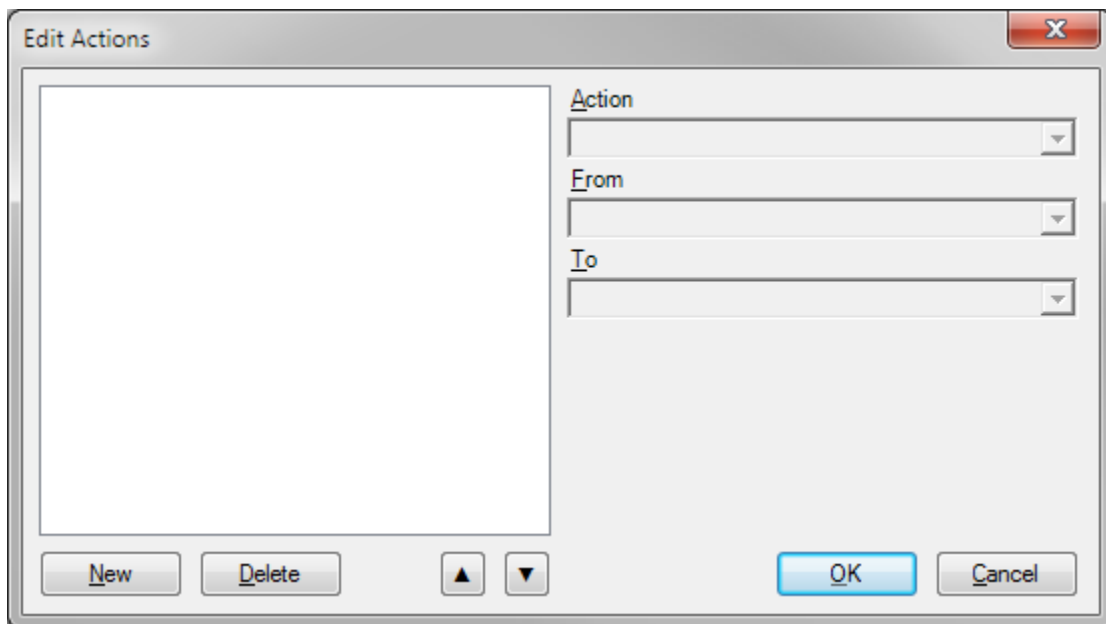 Edit Actions
Action
From
To
New
Delete
▲
▼
OK
Cancel